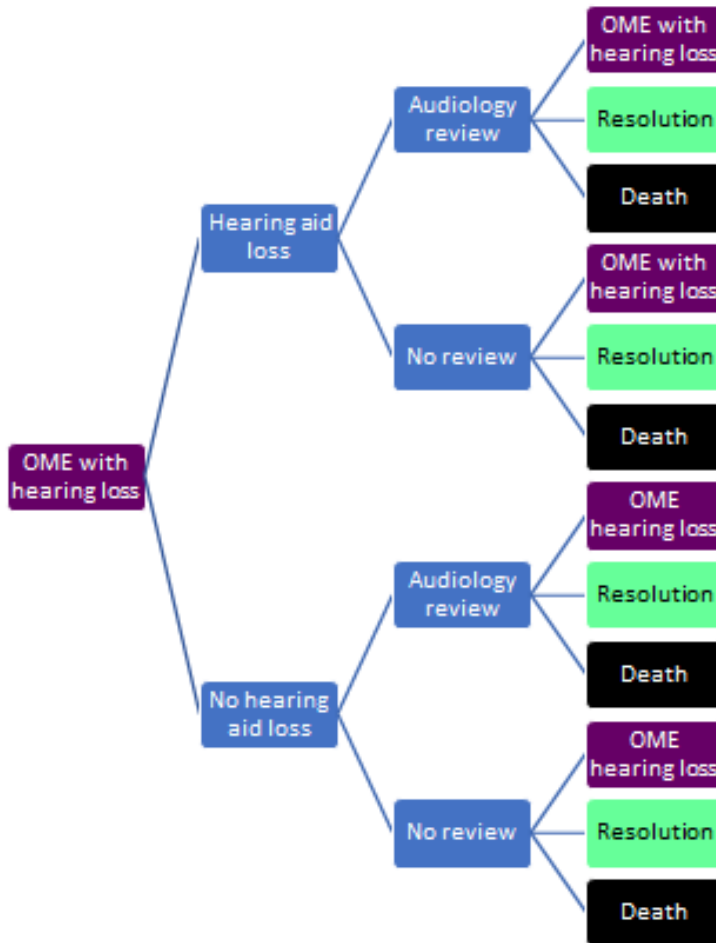 OME with
hearing loss
Audiology
review
Resolution
Death
Hearing aid
loss
OME with
hearing loss
No review
Resolution
Death
OME with
hearing loss
OME
hearing loss
Audiology
review
Resolution
Death
No hearing
aid loss
OME
hearing loss
No review
Resolution
Death